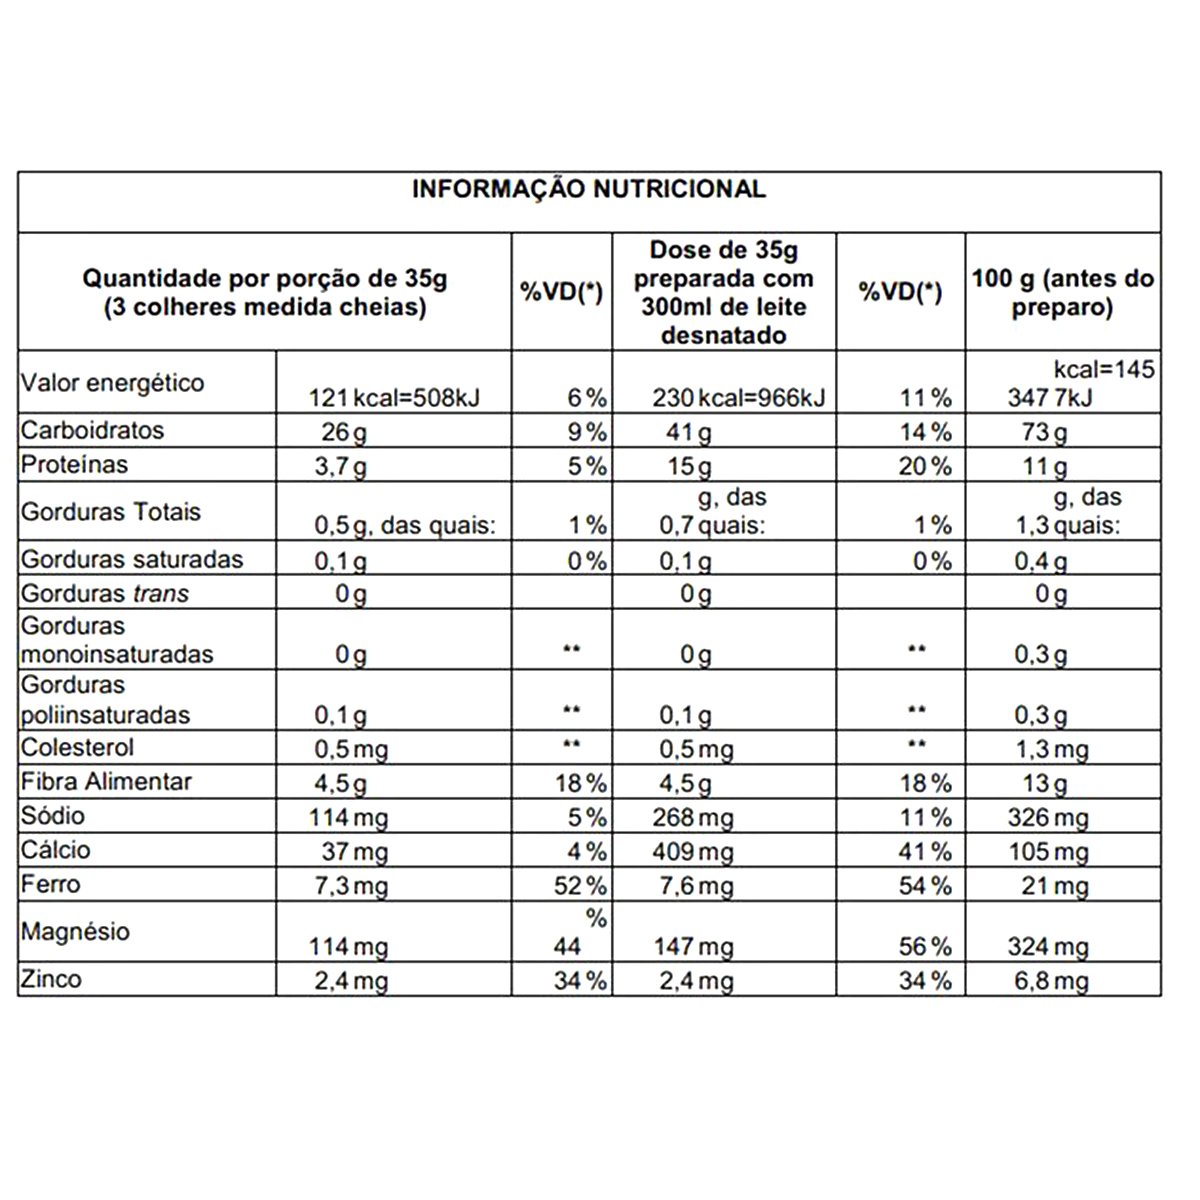 INFORMAÇÃO NUTRICIONAL
Quantidade por porção de 35g
(3 colheres medida cheias)
%VD(*)
Dose de 35g
preparada com
300ml de leite
desnatado
%VD(*)
100 g (antes do
preparo)
Valor energético 121 kcal=508kJ 6 % 230 kcal=966kJ 11 % 347 kcal=145
7kJ
Carboidratos 26 g 9 % 41 g 14 % 73 g
Proteínas 3,7 g 5 % 15 g 20 % 11 g
Gorduras Totais 0,5 g, das quais: 1 % 0,7 g, das
quais: 1 % 1,3 g, das
quais:
Gorduras saturadas 0,1 g 0 % 0,1 g 0 % 0,4 g
Gorduras trans 0 g 0 g 0 g
Gorduras
monoinsaturadas 0 g ** 0 g ** 0,3 g
Gorduras
poliinsaturadas 0,1 g ** 0,1 g ** 0,3 g
Colesterol 0,5 mg ** 0,5 mg ** 1,3 mg
Fibra Alimentar 4,5 g 18 % 4,5 g 18 % 13 g
Sódio 114 mg 5 % 268 mg 11 % 326 mg
Cálcio 37 mg 4 % 409 mg 41 % 105 mg
Ferro 7,3 mg 52 % 7,6 mg 54 % 21 mg
Magnésio 114 mg 44 % 147 mg 56 % 324 mg
Zinco 2,4 mg 34 % 2,4 mg 34 % 6,8 mg